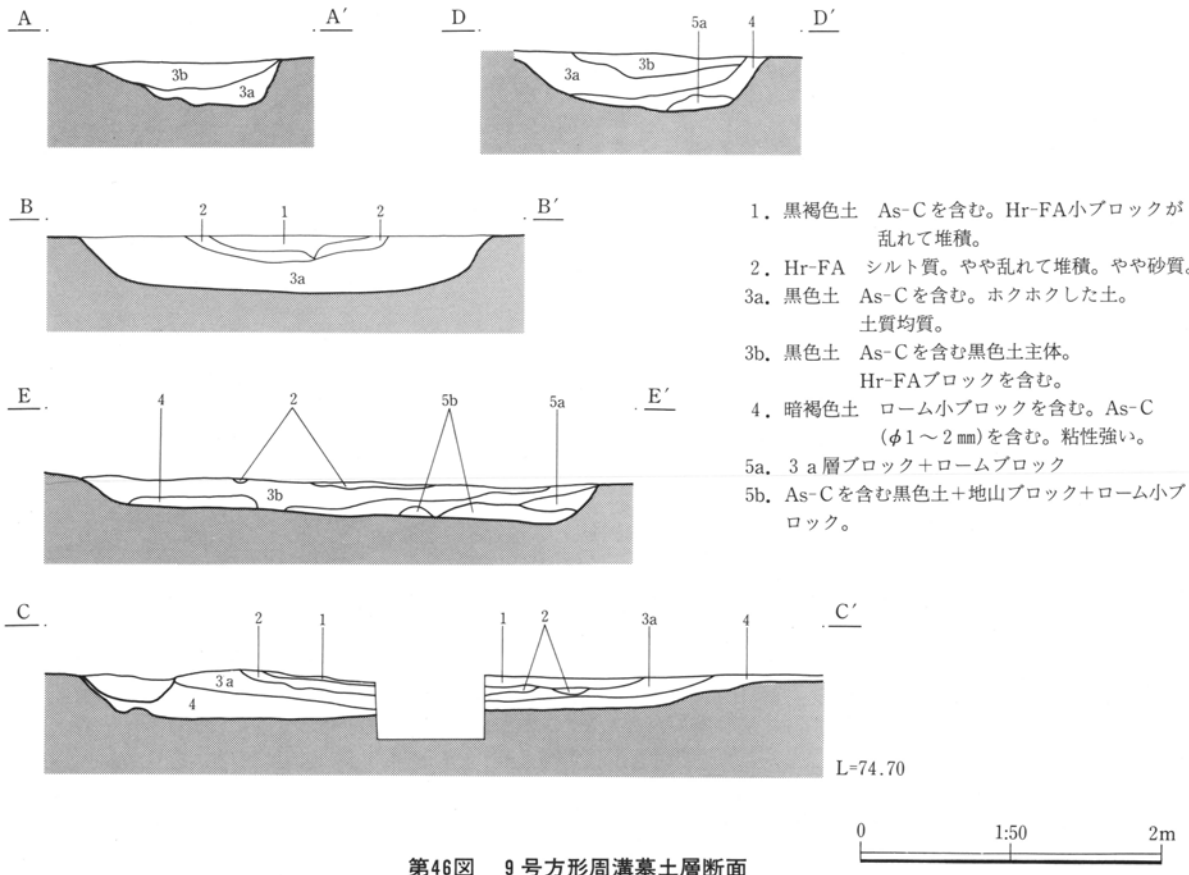 A A′ D 5a 4 D′
3b
3a
3b
3a
B 2 1 2 B′
3a
1. 黒褐色土 As-Cを含む。Hr-FA小ブロックが
乱れて堆積。
2. Hr-FA シルト質。やや乱れて堆積。やや砂質。
3a. 黒色土 As-Cを含む。ホクホクした土。
土質均質。
3b. 黒色土 As-Cを含む黒色土主体。
Hr-FAブロックを含む。
4. 暗褐色土 ローム小ブロックを含む。As-C
(φ1〜2㎜)を含む。粘性強い。
5a. 3a層ブロック+ロームブロック
5b. As-Cを含む黒色土+地山ブロック+ローム小ブ
ロック。
E 4 2 5b 5a E′
3b
C 2 1 1 2 3a 4 C′
3a
4
L=74.70
0 1:50 2m
第46図 9号方形周溝墓土層断面